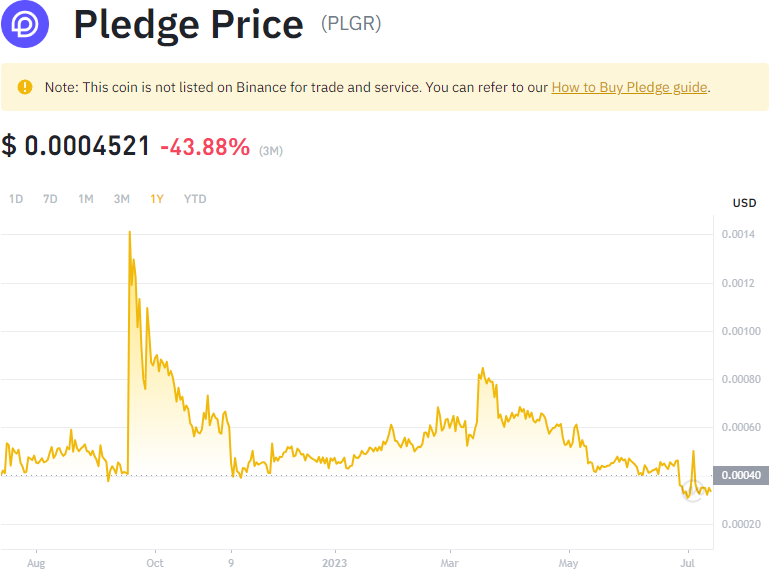 Pledge Price (PLGR)
Note: This coin is not listed on Binance for trade and service. You can refer to our How to Buy Pledge guide.
$ 0.0004521 -43.88% (3M)
1D 7D 1M 3M 1Y YTD
USD
0.0014
0.0012
0.00100
0.00080
0.00060
0.00040
0.00020
Aug Oct 9 2023 Mar May Jul